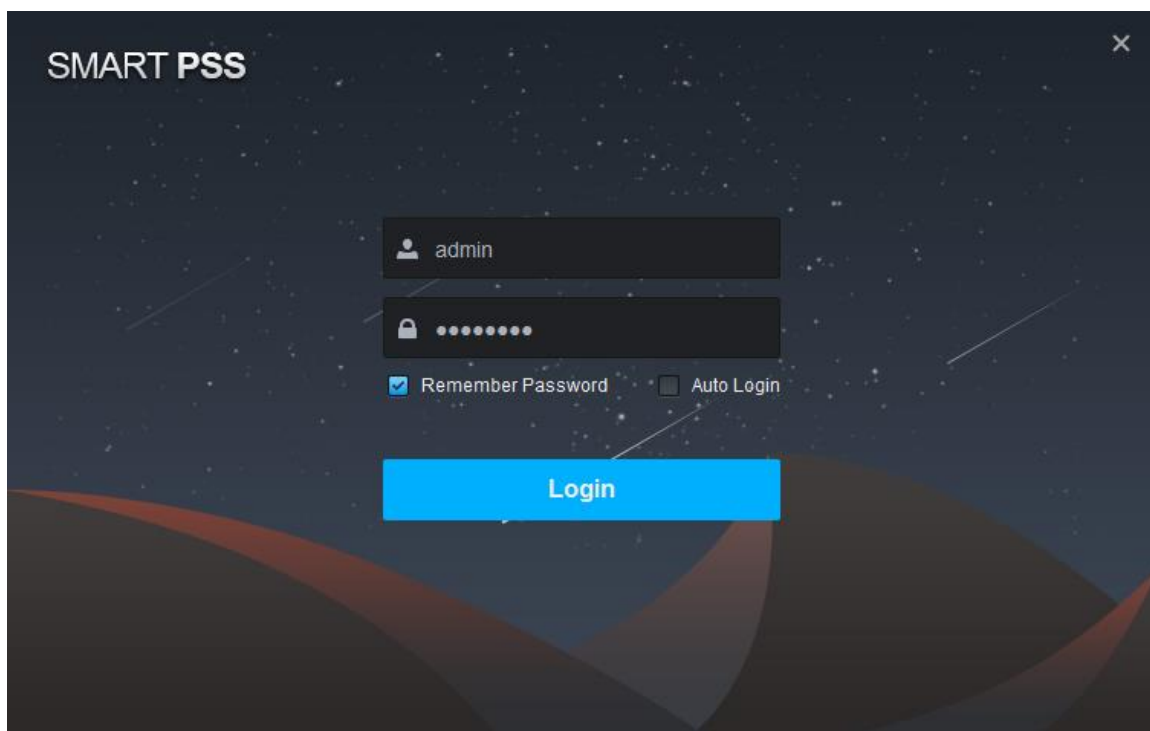 SMART PSS
admin
••••••••
Remember Password Auto Login
Login